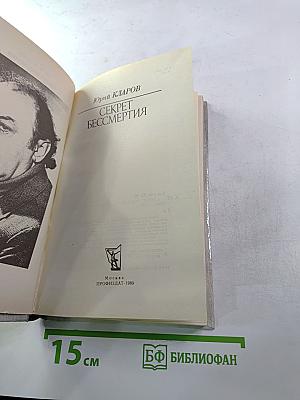 Юрий КЛАРОВ
СЕКРЕТ
БЕССМЕРТИЯ
Москва
ПРОФИЗДАТ-1989
15 см
БФ БИБЛИОФАН